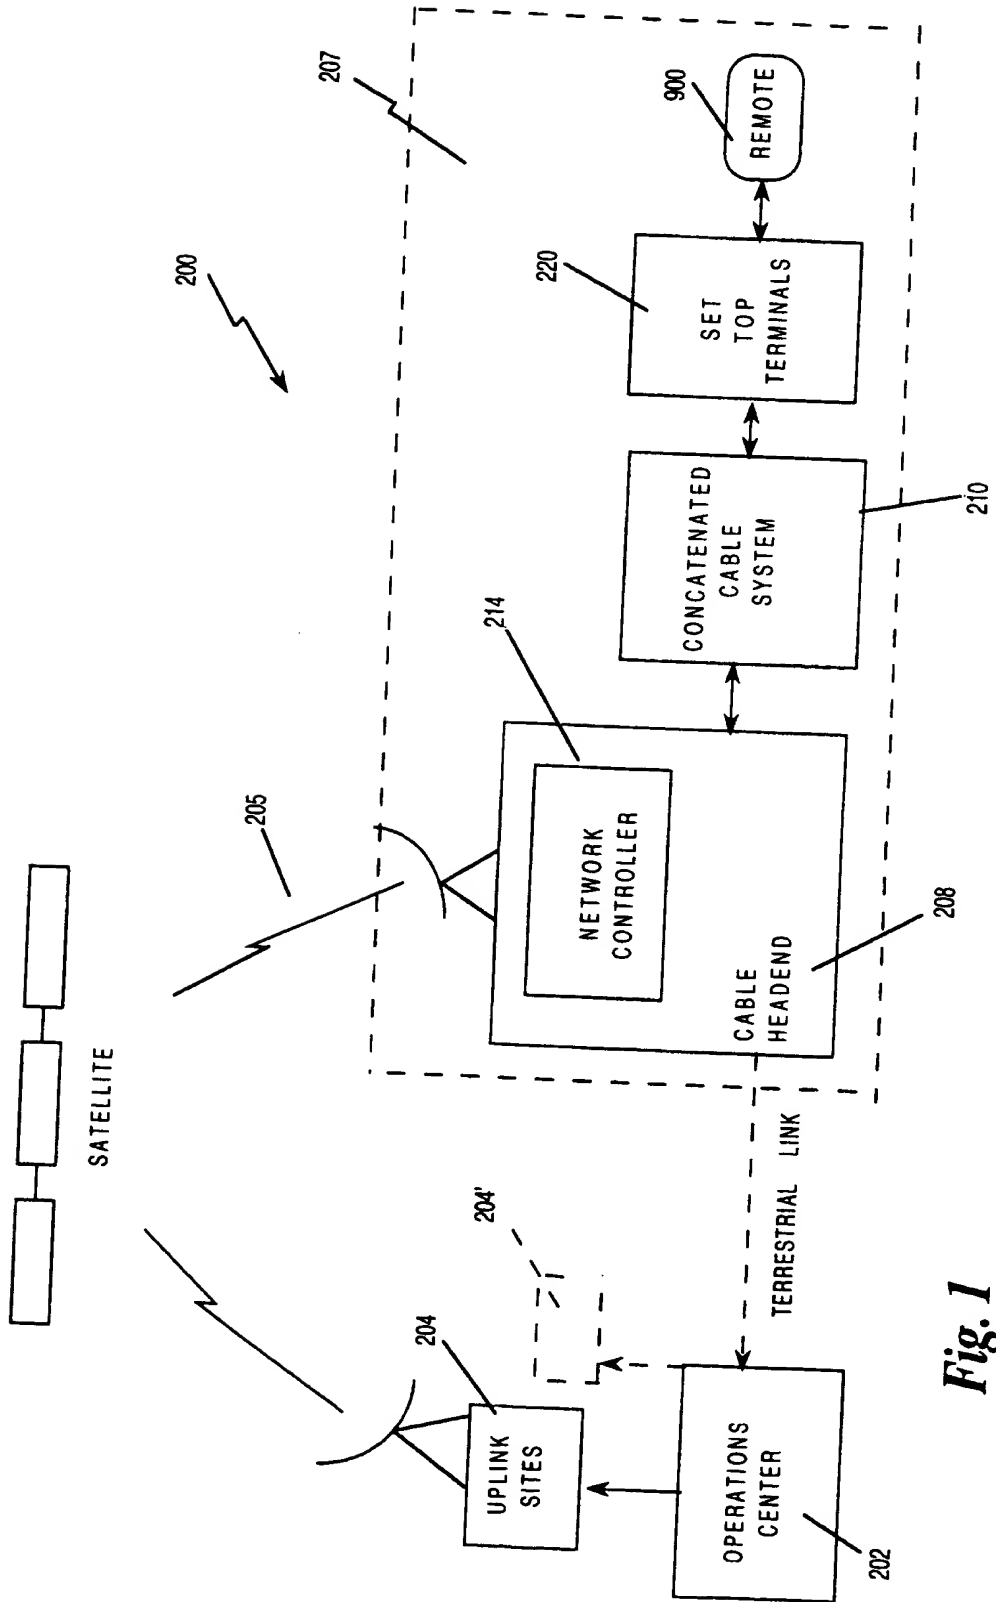 SATELLITE
200
205
207
204
204'
214
220
900
UPLINK
SITES
NETWORK
CONTROLLER
CONCATENATED
CABLE
SYSTEM
SET
TOP
TERMINALS
REMOTE
CABLE
HEADEND
OPERATIONS
CENTER
TERRESTRIAL LINK
202
208
210
Fig. 1